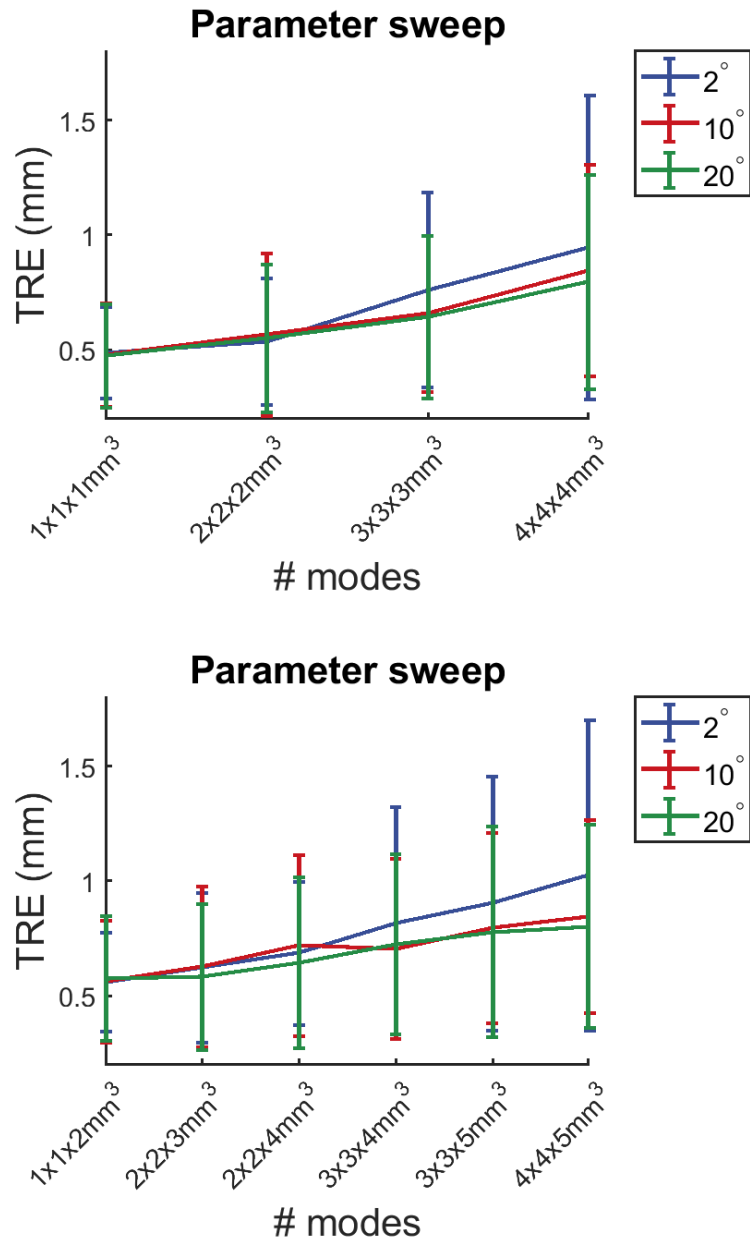 Parameter sweep
2°
10°
20°
1.5
1
0.5
TRE (mm)
1x1x1mm³
2x2x2mm³
3x3x3mm³
4x4x4mm³
# modes
Parameter sweep
2°
10°
20°
1.5
1
0.5
TRE (mm)
1x1x2mm³
2x2x3mm³
2x2x4mm³
3x3x4mm³
3x3x5mm³
4x4x5mm³
# modes